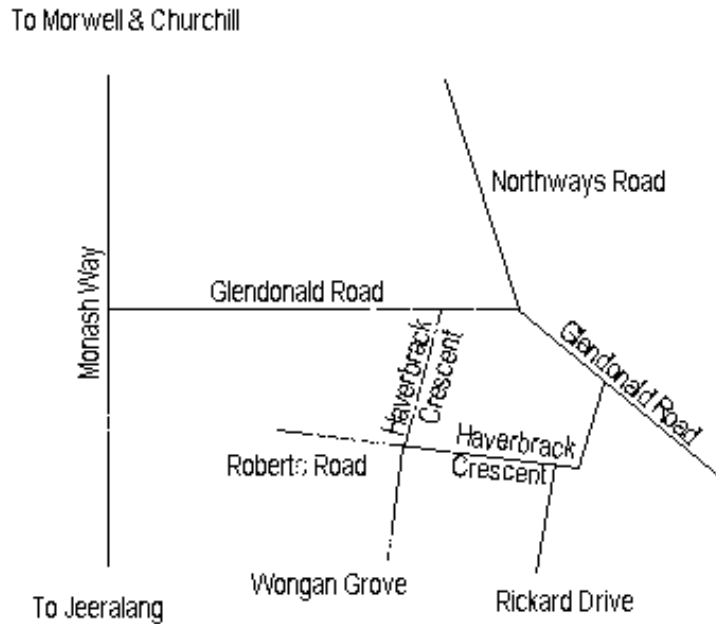 To Morwell & Churchill
Northways Road
Monash Way
Glendonald Road
Glendonald Road
Haverbrack
Crescent
Haverbrack
Crescent
Roberts Road
Wongan Grove
Rickard Drive
To Jeeralang